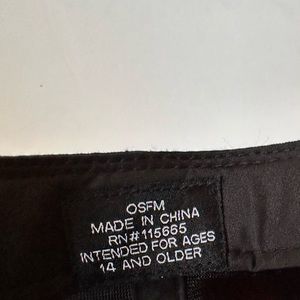 OSFM
MADE IN CHINA
RN#115665
INTENDED FOR AGES
14 AND OLDER